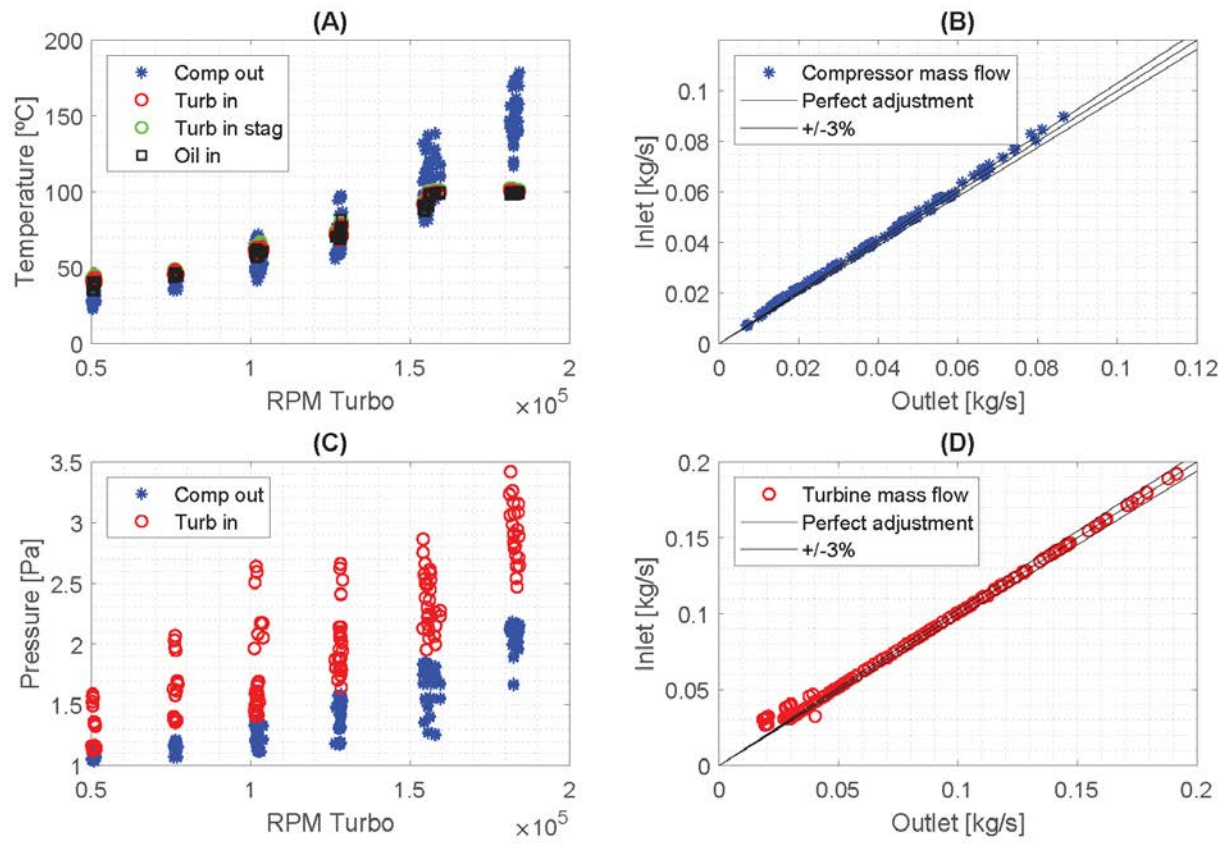 (A)
Temperature [ºC]
200
150
100
50
0
Comp out
Turb in
Turb in stag
Oil in
0.5
1
1.5
2
RPM Turbo
×10^5
(B)
Inlet [kg/s]
0.1
0.08
0.06
0.04
0.02
0
Compressor mass flow
Perfect adjustment
+/-3%
0
0.02
0.04
0.06
0.08
0.1
0.12
Outlet [kg/s]
(C)
Pressure [Pa]
3.5
3
2.5
2
1.5
1
Comp out
Turb in
0.5
1
1.5
2
RPM Turbo
×10^5
(D)
Inlet [kg/s]
0.2
0.15
0.1
0.05
0
Turbine mass flow
Perfect adjustment
+/-3%
0
0.05
0.1
0.15
0.2
Outlet [kg/s]